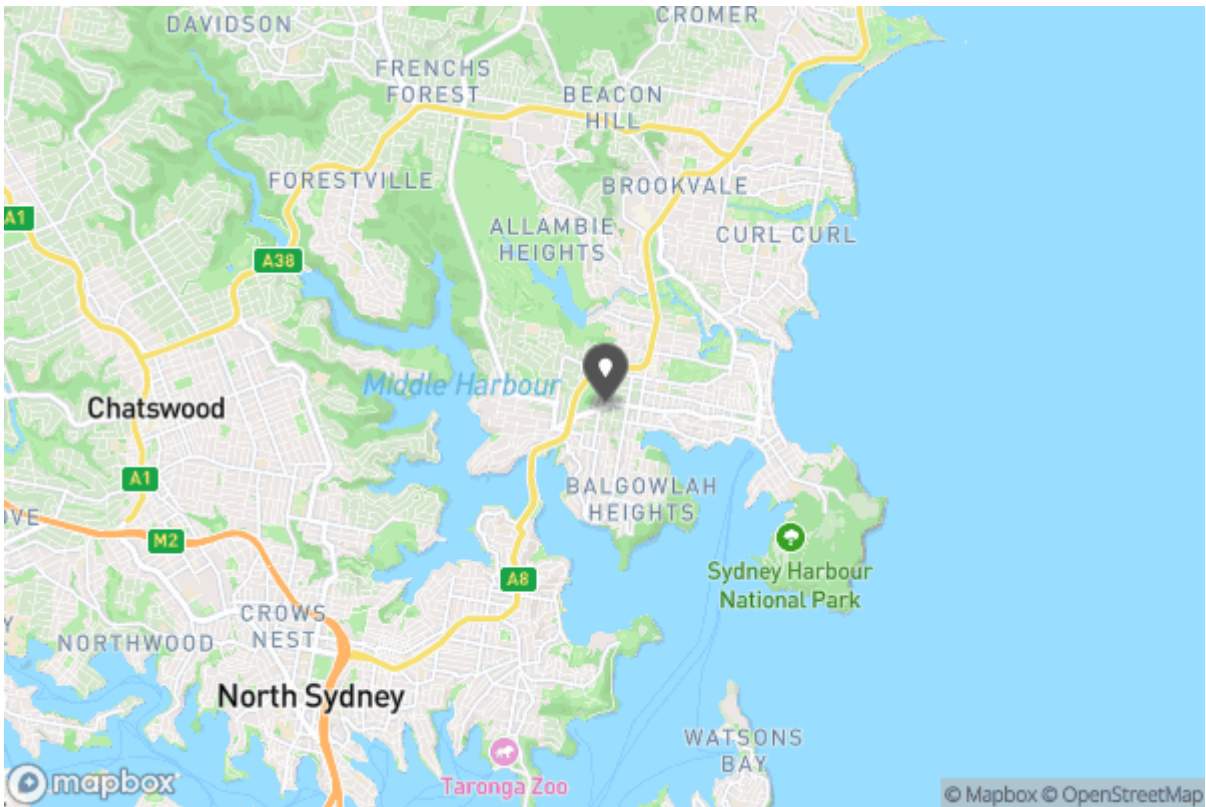 CROMER
DAVIDSON
FRENCHS
FOREST
BEACON
HILL
FORESTVILLE
BROOKVALE
A1
ALLAMBIE
HEIGHTS
CURL CURL
A38
Middle Harbour
Chatswood
A1
BALGOWLAH
HEIGHTS
OVE
M2
Sydney Harbour
National Park
A8
CROWS
NEST
Y
NORTHWOOD
North Sydney
WATSONS
BAY
Taronga Zoo
mapbox
© Mapbox © OpenStreetMap